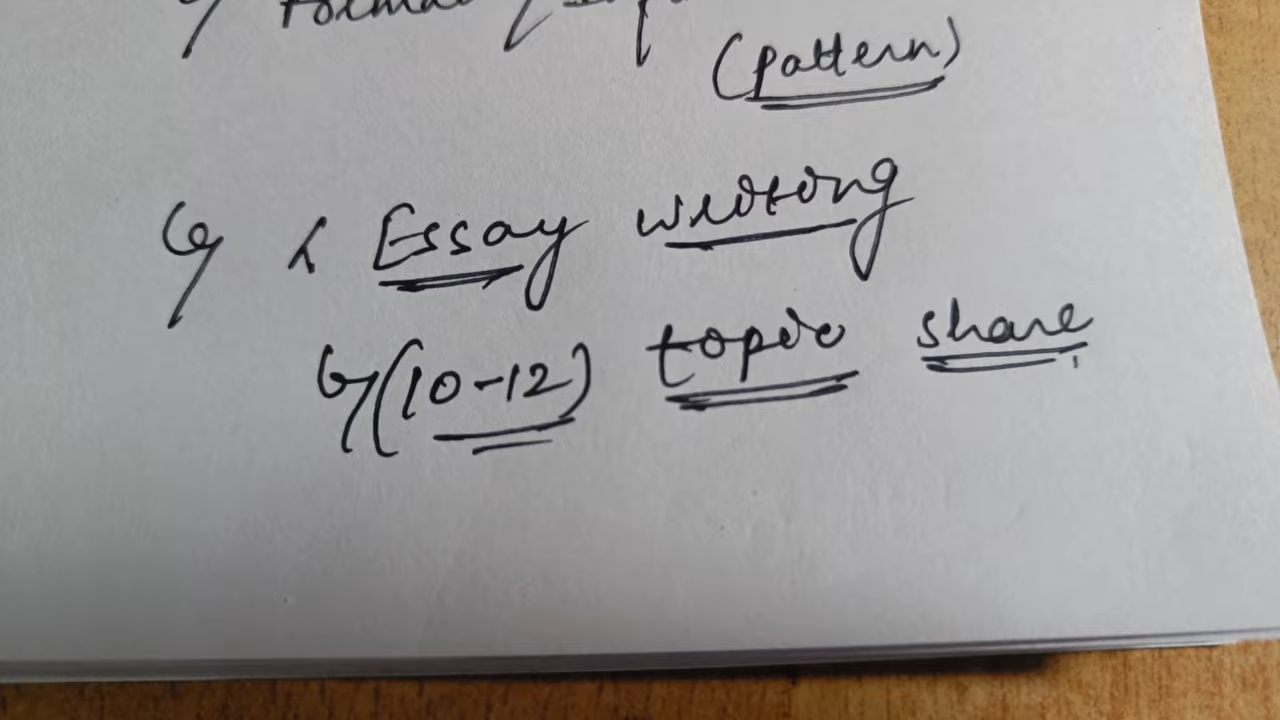 (Pattern)
Essay writing
(10-12) topic share